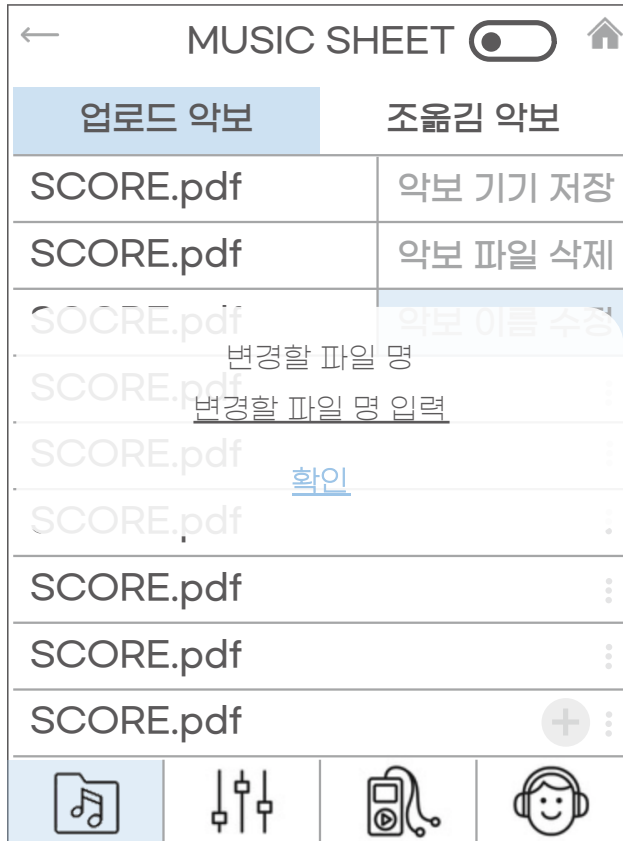 MUSIC SHEET
업로드 악보 조옮김 악보
SCORE.pdf 악보 기기 저장
SCORE.pdf 악보 파일 삭제
SOCRE.pdf 악보 이름 수정
변경할 파일 명
SCORE.pdf
변경할 파일 명 입력
SCORE.pdf
확인
SCORE.pdf
SCORE.pdf
SCORE.pdf
SCORE.pdf